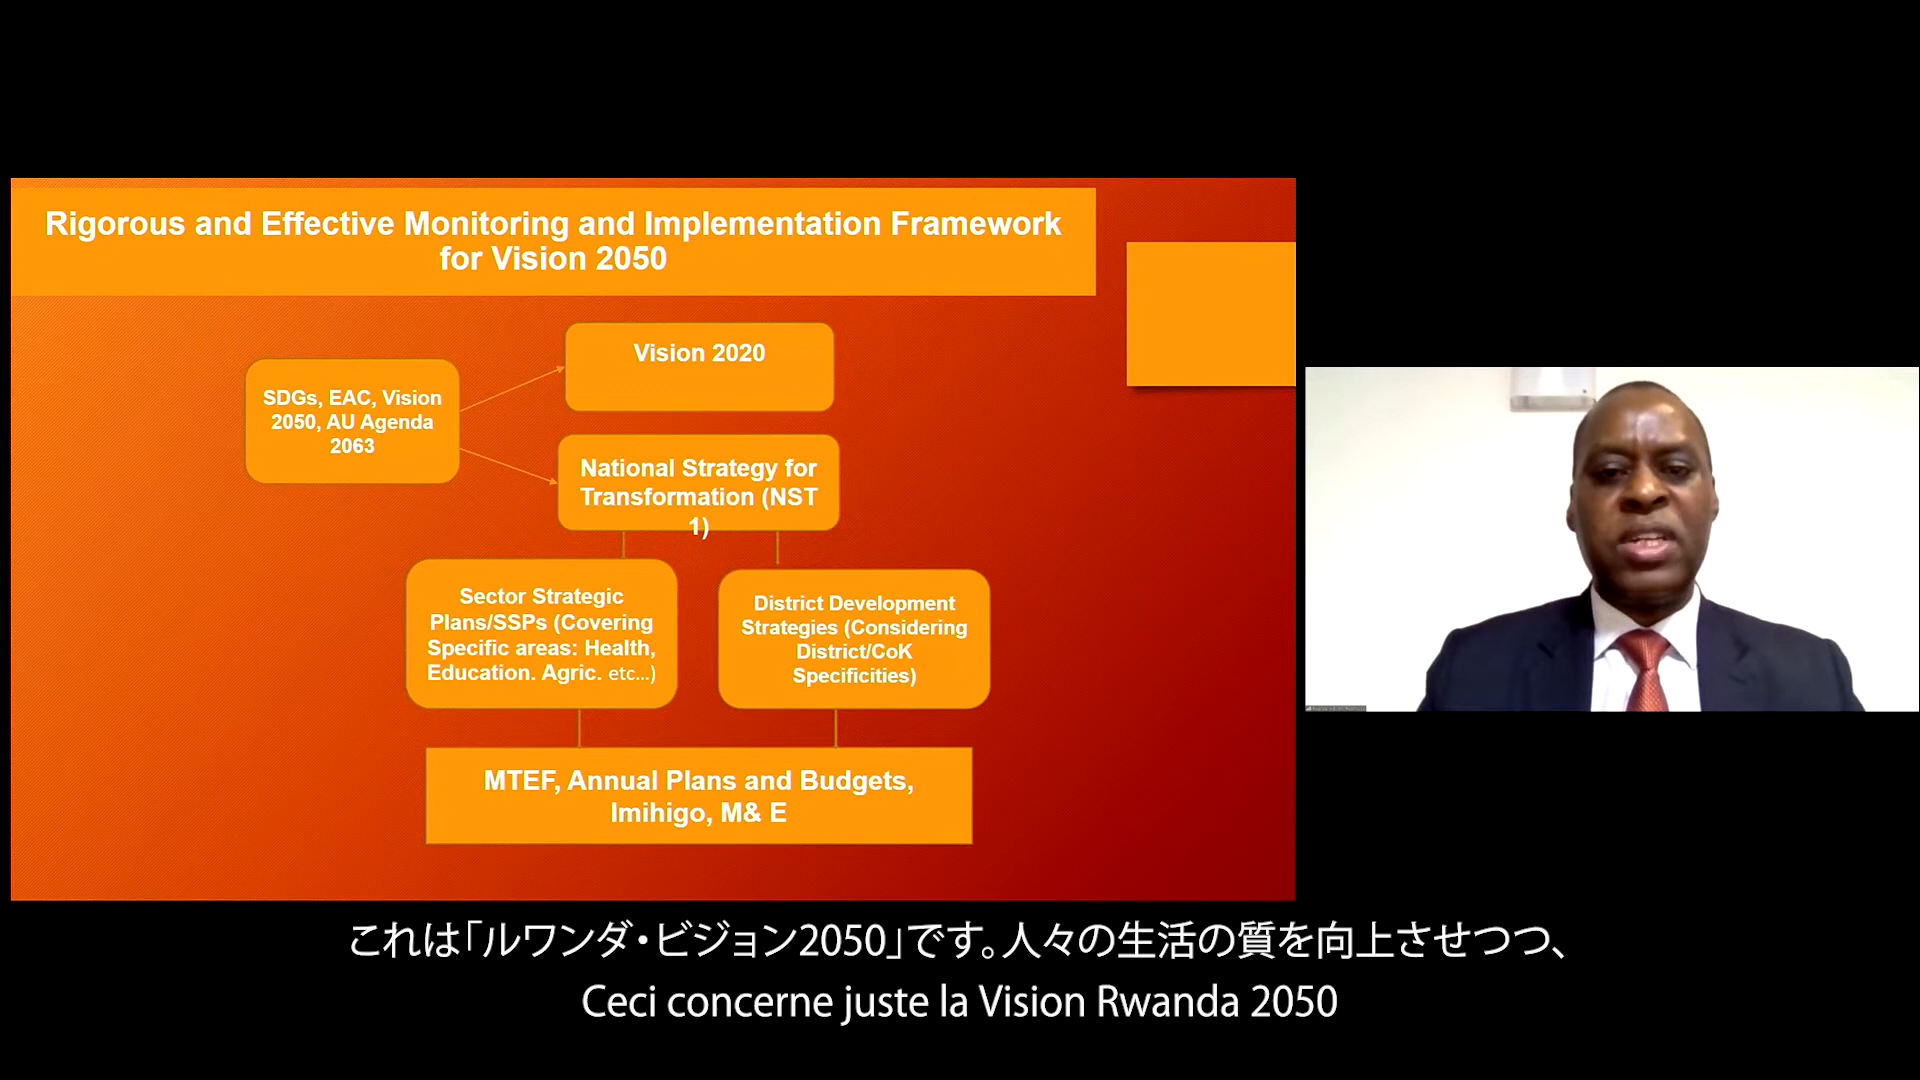 Rigorous and Effective Monitoring and Implementation Framework
for Vision 2050
Vision 2020
SDGs, EAC, Vision
2050, AU Agenda
2063
National Strategy for
Transformation (NST
1)
Sector Strategic
Plans/SSPs (Covering
Specific areas: Health,
Education. Agric. etc...)
District Development
Strategies (Considering
District/CoK
Specificities)
MTEF, Annual Plans and Budgets,
Imihigo, M& E
これは「ルワンダ・ビジョン2050」です。人々の生活の質を向上させつつ、
Ceci concerne juste la Vision Rwanda 2050